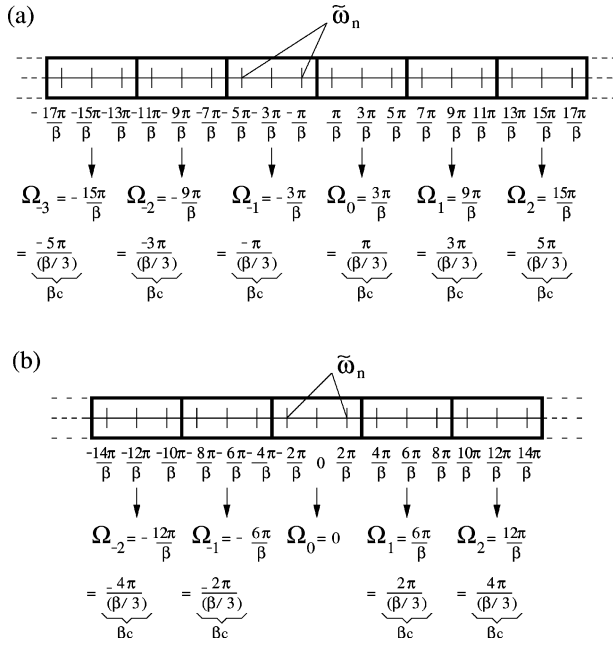 (a)
ω̃n
- 17π/β -15π/β -13π/β -11π/β - 9π/β -7π/β - 5π/β - 3π/β -π/β π/β 3π/β 5π/β 7π/β 9π/β 11π/β 13π/β 15π/β 17π/β
Ω-3 = - 15π/β Ω-2 = - 9π/β Ω-1 = - 3π/β Ω0 = 3π/β Ω1 = 9π/β Ω2 = 15π/β
= -5π/(β/3) = -3π/(β/3) = -π/(β/3) = π/(β/3) = 3π/(β/3) = 5π/(β/3)
βc βc βc βc βc βc
(b)
ω̃n
-14π/β -12π/β -10π/β - 8π/β - 6π/β - 4π/β - 2π/β 0 2π/β 4π/β 6π/β 8π/β 10π/β 12π/β 14π/β
Ω-2 = - 12π/β Ω-1 = - 6π/β Ω0 = 0 Ω1 = 6π/β Ω2 = 12π/β
= -4π/(β/3) = -2π/(β/3) = 2π/(β/3) = 4π/(β/3)
βc βc βc βc